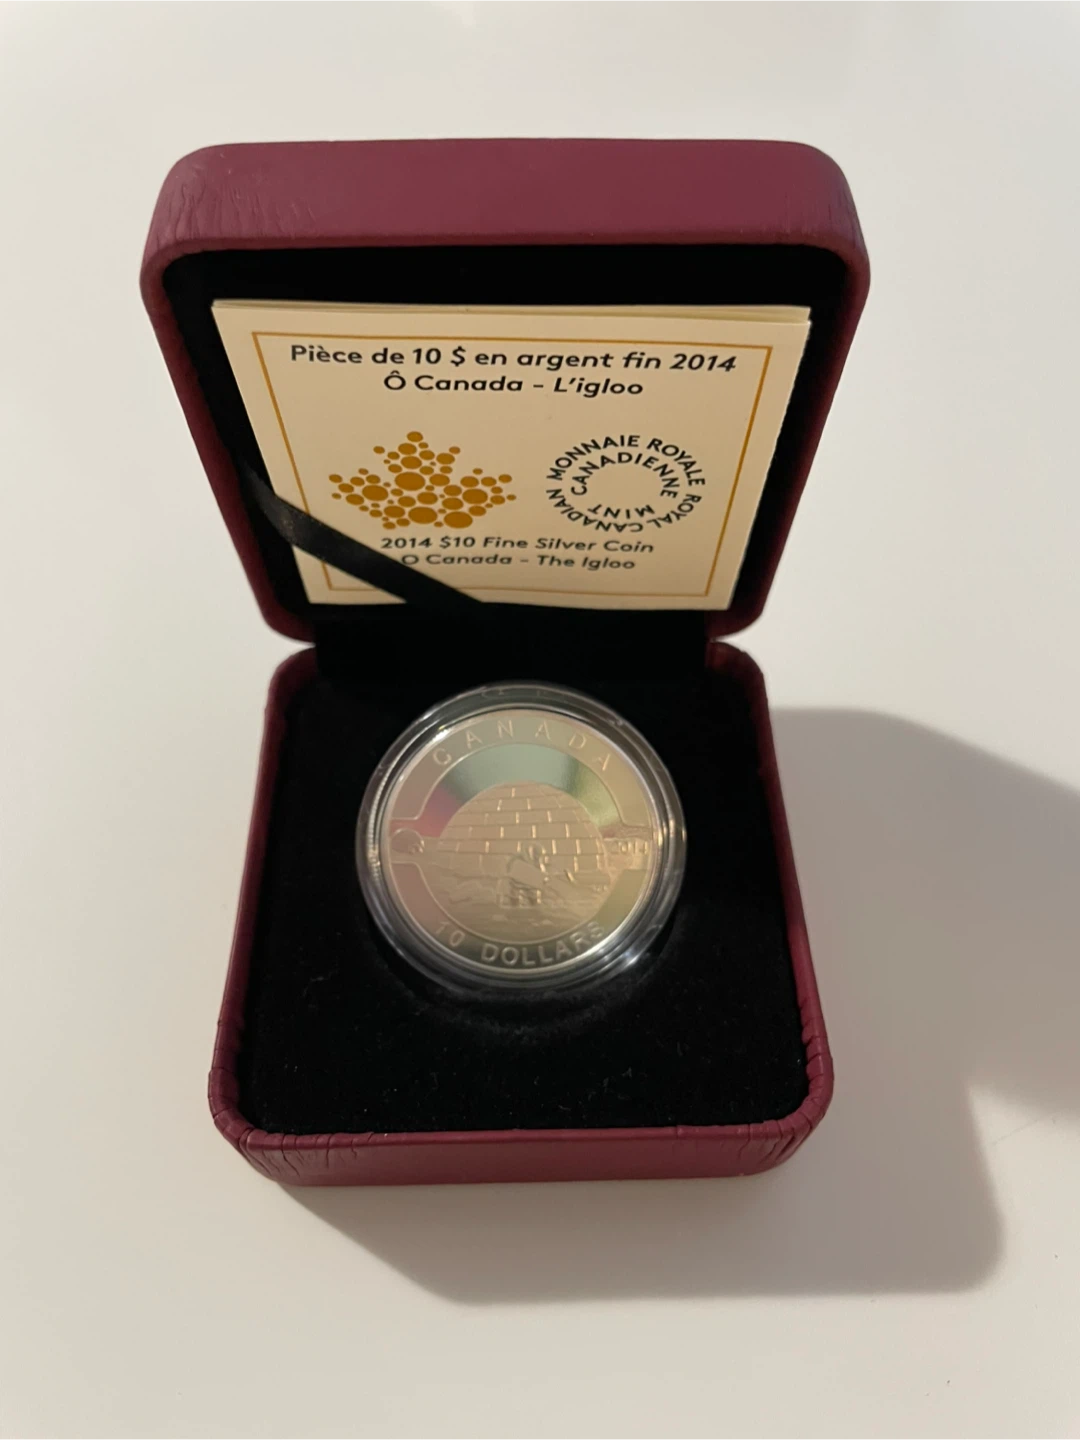 Pièce de 10 $ en argent fin 2014
Ô Canada - L'igloo
MONNAIE ROYALE CANADIENNE
ROYAL CANADIAN MINT
2014 $10 Fine Silver Coin
O Canada - The Igloo
CANADA
2014
10 DOLLARS